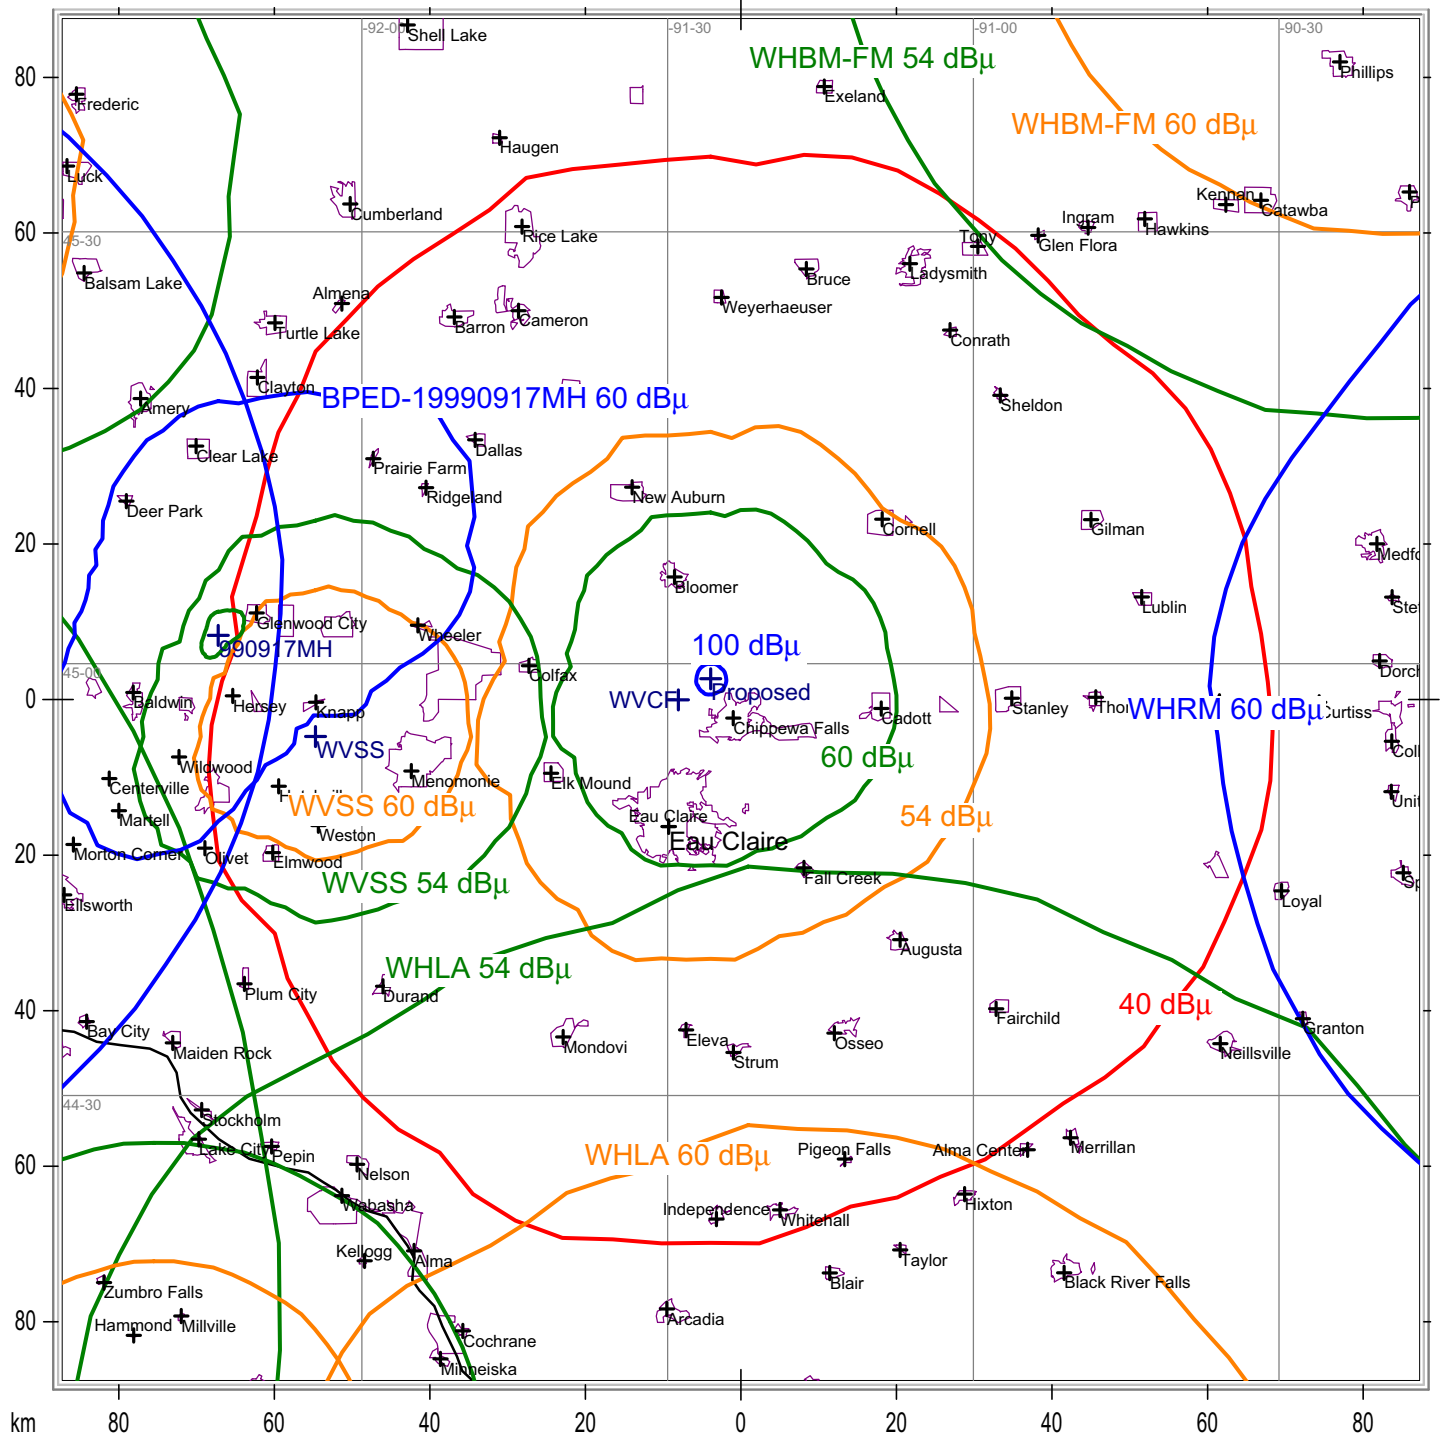 -92-00
-91-30
-91-00
-90-30
Shell Lake
WHBM-FM 54 dBµ
Phillips
80
Frederic
Exeland
WHBM-FM 60 dBµ
Haugen
Luck
Cumberland
Kennan
Catawba
Rice Lake
Ingram
Hawkins
60
45-30
Tony
Glen Flora
Balsam Lake
Bruce
Ladysmith
Almena
Weyerhaeuser
Turtle Lake
Barron
Cameron
Conrath
40
Clayton
BPED-19990917MH 60 dBµ
Amery
Sheldon
Clear Lake
Dallas
Prairie Farm
Ridgeland
New Auburn
Deer Park
Cornell
Gilman
20
Medfo
Bloomer
Lublin
Stet
Glenwood City
Wheeler
990917MH
100 dBµ
45-00
Colfax
Dorch
Proposed
WVCF
0
Baldwin
Hersey
Knapp
Cadott
Stanley
Thor
WHRM 60 dBµ
Curtiss
Chippewa Falls
WVSS
60 dBµ
Colb
Wildwood
Menomonie
Centerville
Elk Mound
WVSS 60 dBµ
Unit
Martell
Eau Claire
54 dBµ
Weston
Eau Claire
20
Morton Corner
Olivet
Elmwood
Fall Creek
WVSS 54 dBµ
Sp
Ellsworth
Loyal
Augusta
WHLA 54 dBµ
Plum City
Durand
40 dBµ
40
Bay City
Fairchild
Granton
Maiden Rock
Mondovi
Eleva
Osseo
Neillsville
Strum
44-30
Stockholm
Lake City
Pepin
WHLA 60 dBµ
Pigeon Falls
Alma Center
Merrillan
60
Nelson
Wabasha
Independence
Whitehall
Hixton
Kellogg
Alma
Taylor
Zumbro Falls
Blair
Black River Falls
80
Hammond
Millville
Arcadia
Cochrane
Minneiska
km 80 60 40 20 0 20 40 60 80